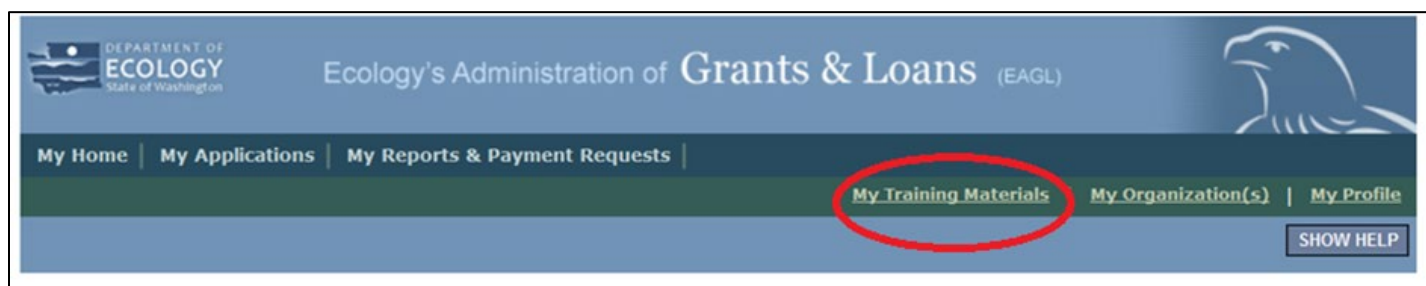 DEPARTMENT OF
ECOLOGY
State of Washington
Ecology's Administration of Grants & Loans (EAGL)
My Home | My Applications | My Reports & Payment Requests |
My Training Materials | My Organization(s) | My Profile
SHOW HELP